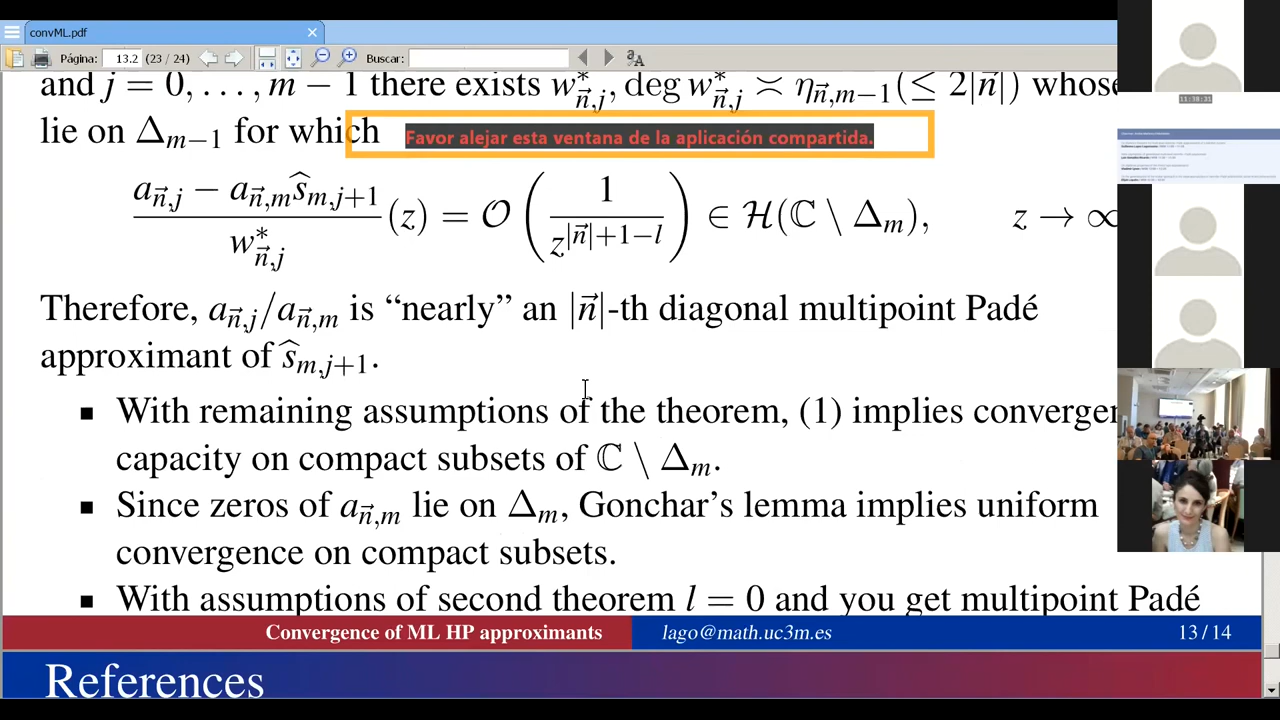 convML.pdf
Página: 13.2 (23 / 24) Buscar:
and j = 0, . . . , m − 1 there exists w*_{n⃗,j}, deg w*_{n⃗,j} ≍ η_{n⃗,m−1}(≤ 2|n⃗|) whose
lie on Δ_{m−1} for which
Favor alejar esta ventana de la aplicación compartida.
\frac{a_{n⃗,j} − a_{n⃗,m}ŝ_{m,j+1}}{w*_{n⃗,j}}(z) = 𝒪(\frac{1}{z^{|n⃗|+1−l}}) ∈ ℋ(ℂ \ Δ_m), z → ∞
Therefore, a_{n⃗,j}/a_{n⃗,m} is “nearly” an |n⃗|-th diagonal multipoint Padé
approximant of ŝ_{m,j+1}.
▪ With remaining assumptions of the theorem, (1) implies
capacity on compact subsets of ℂ \ Δ_m.
▪ Since zeros of a_{n⃗,m} lie on Δ_m, Gonchar’s lemma implies uniform
convergence on compact subsets.
▪ With assumptions of second theorem l = 0 and you get multipoint Padé
Convergence of ML HP approximants lago@math.uc3m.es 13 / 14
References